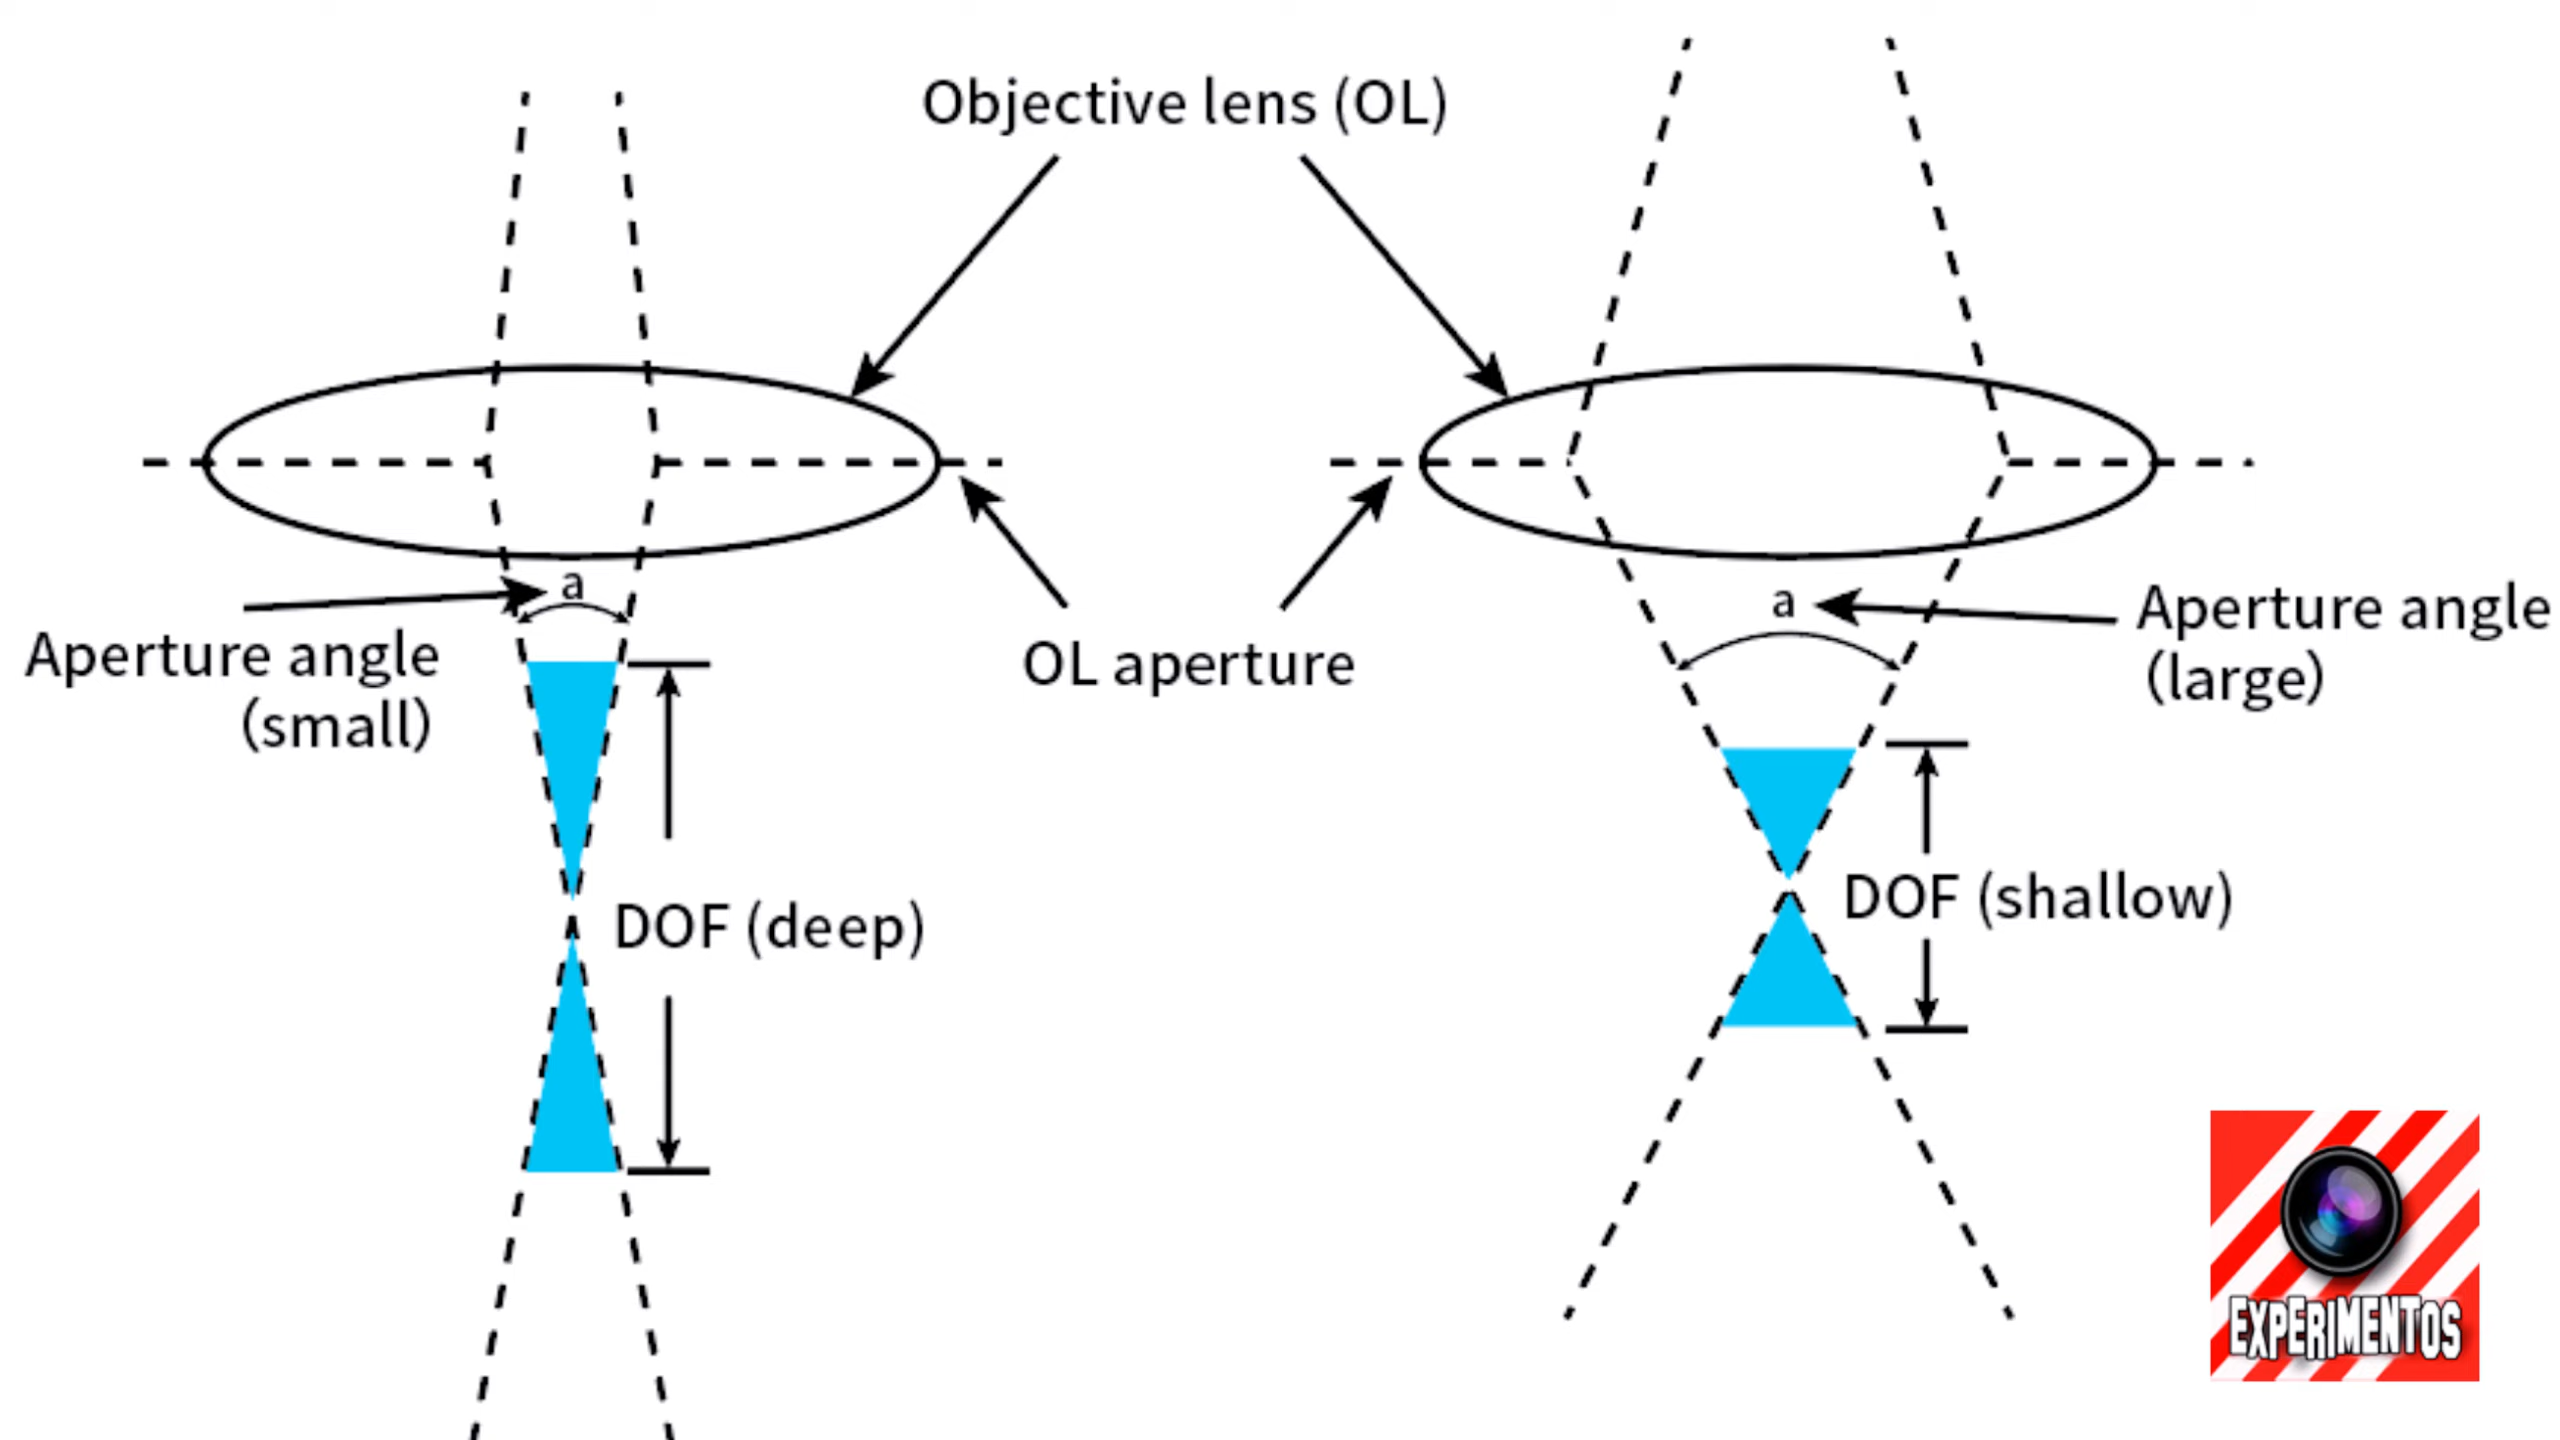 Objective lens (OL)
a
Aperture angle
(small)
OL aperture
a
Aperture angle
(large)
DOF (deep)
DOF (shallow)
EXPERIMENTOS